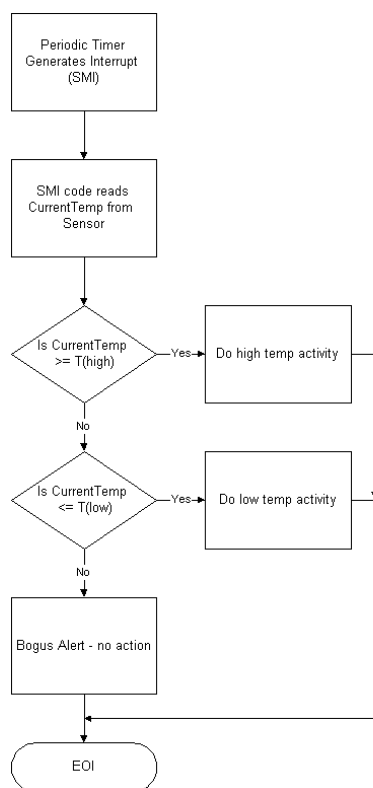 Periodic Timer
Generates Interrupt
(SMI)
SMI code reads
CurrentTemp from
Sensor
Is CurrentTemp
>= T(high)
Yes
Do high temp activity
No
Is CurrentTemp
<= T(low)
Yes
Do low temp activity
No
Bogus Alert - no action
EOI